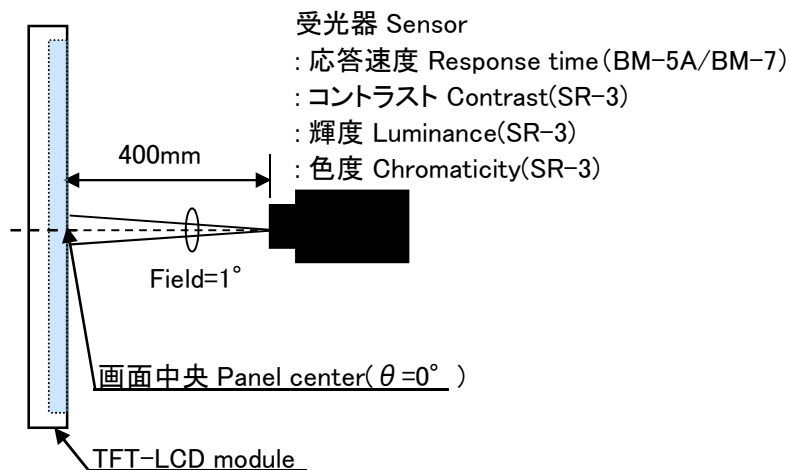 受光器 Sensor
: 応答速度 Response time(BM-5A/BM-7)
: コントラスト Contrast(SR-3)
: 輝度 Luminance(SR-3)
: 色度 Chromaticity(SR-3)
400mm
Field=1°
画面中央 Panel center( θ=0° )
TFT-LCD module